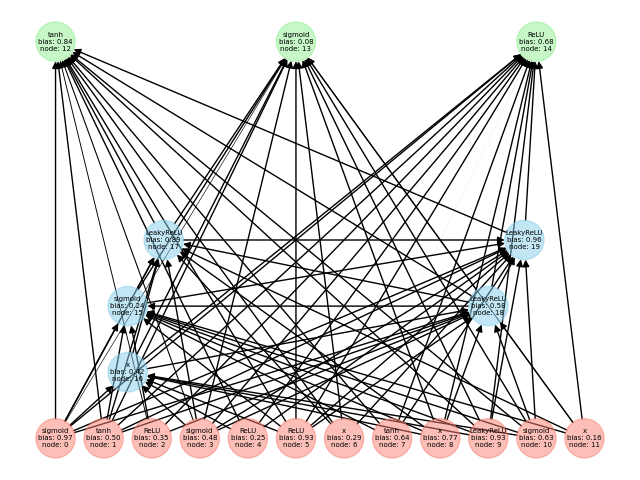 tanh
bias: 0.84
node: 12
sigmoid
bias: 0.08
node: 13
ReLU
bias: 0.68
node: 14
LeakyReLU
bias: 0.89
node: 17
LeakyReLU
bias: 0.96
node: 19
sigmoid
bias: 0.24
node: 15
LeakyReLU
bias: 0.58
node: 18
x
bias: 0.42
node: 16
sigmoid
bias: 0.97
node: 0
tanh
bias: 0.50
node: 1
ReLU
bias: 0.35
node: 2
sigmoid
bias: 0.48
node: 3
ReLU
bias: 0.25
node: 4
ReLU
bias: 0.93
node: 5
x
bias: 0.29
node: 6
tanh
bias: 0.64
node: 7
x
bias: 0.77
node: 8
LeakyReLU
bias: 0.93
node: 9
sigmoid
bias: 0.63
node: 10
x
bias: 0.16
node: 11